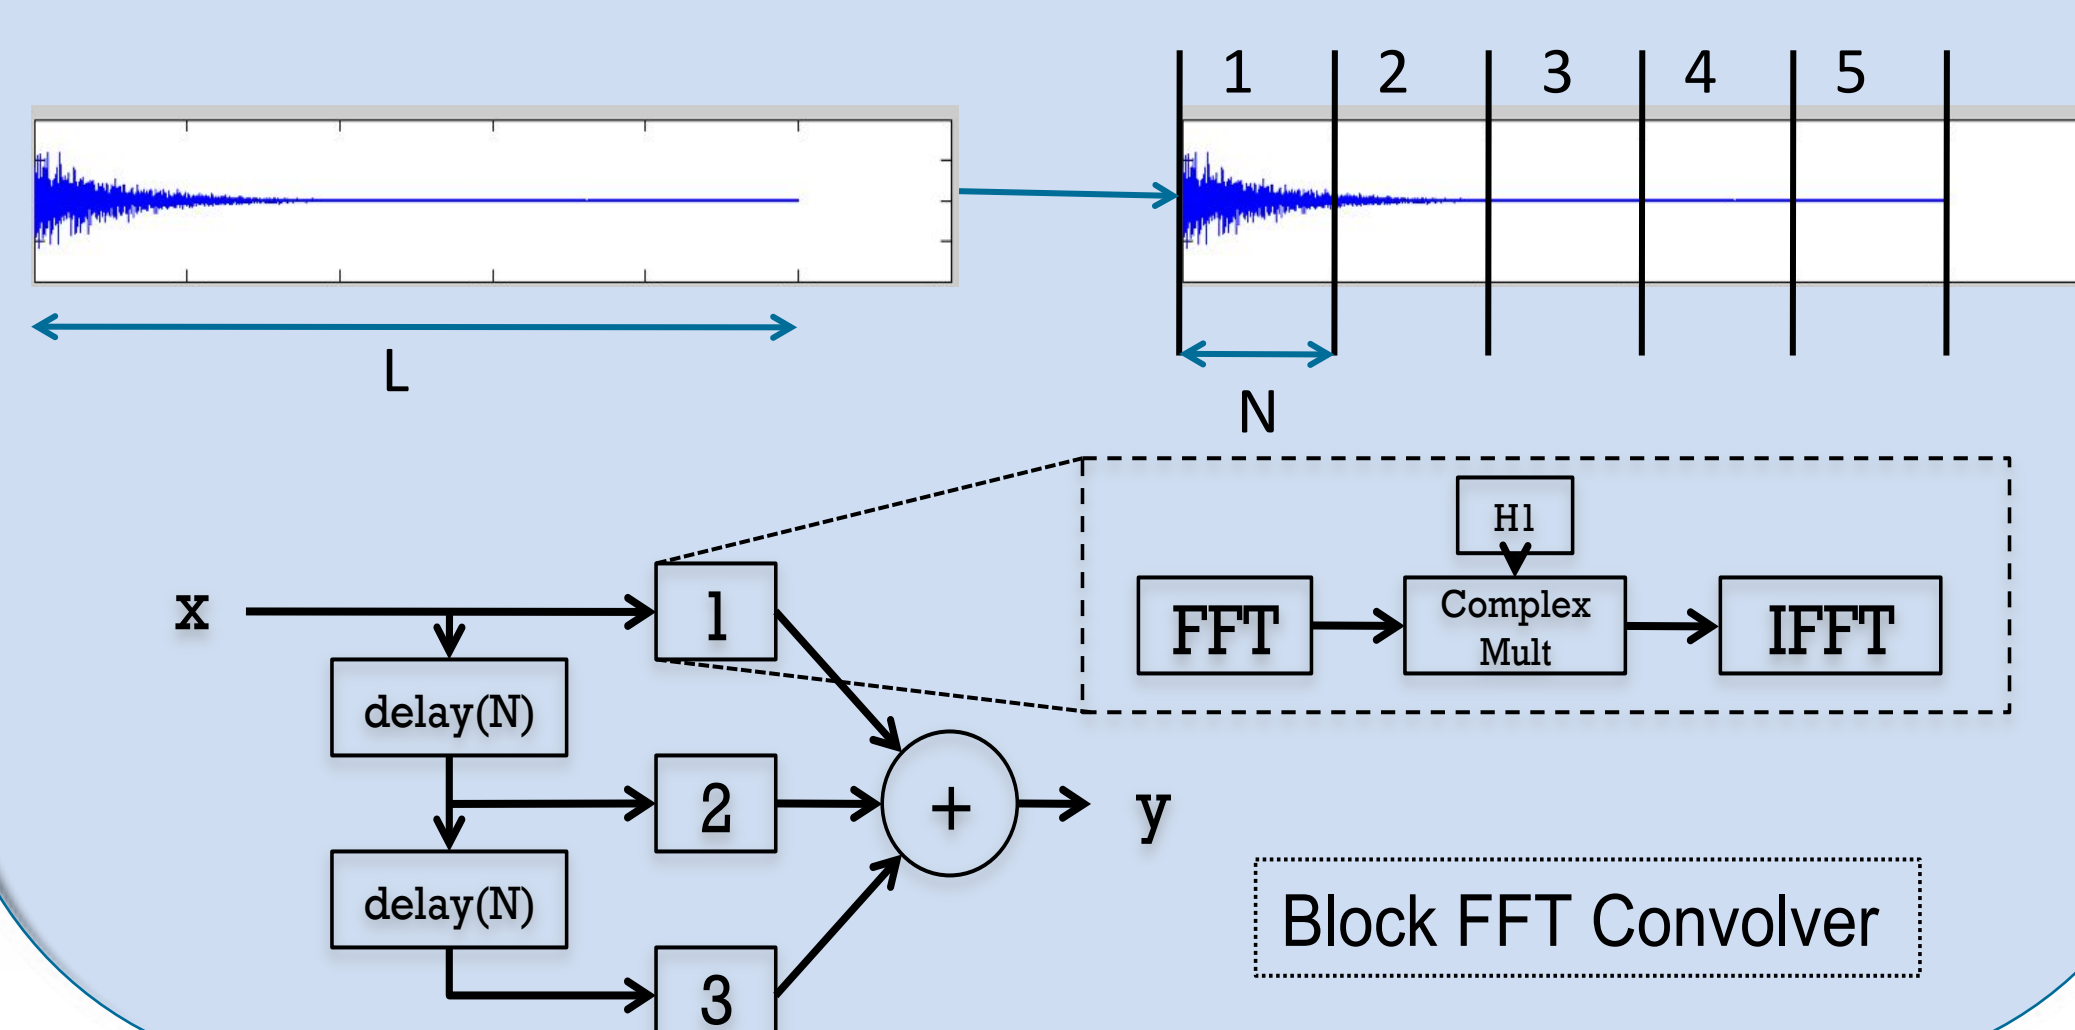 1 2 3 4 5
L
N
H1
x
1
FFT
Complex
Mult
IFFT
delay(N)
2
+
y
delay(N)
3
Block FFT Convolver